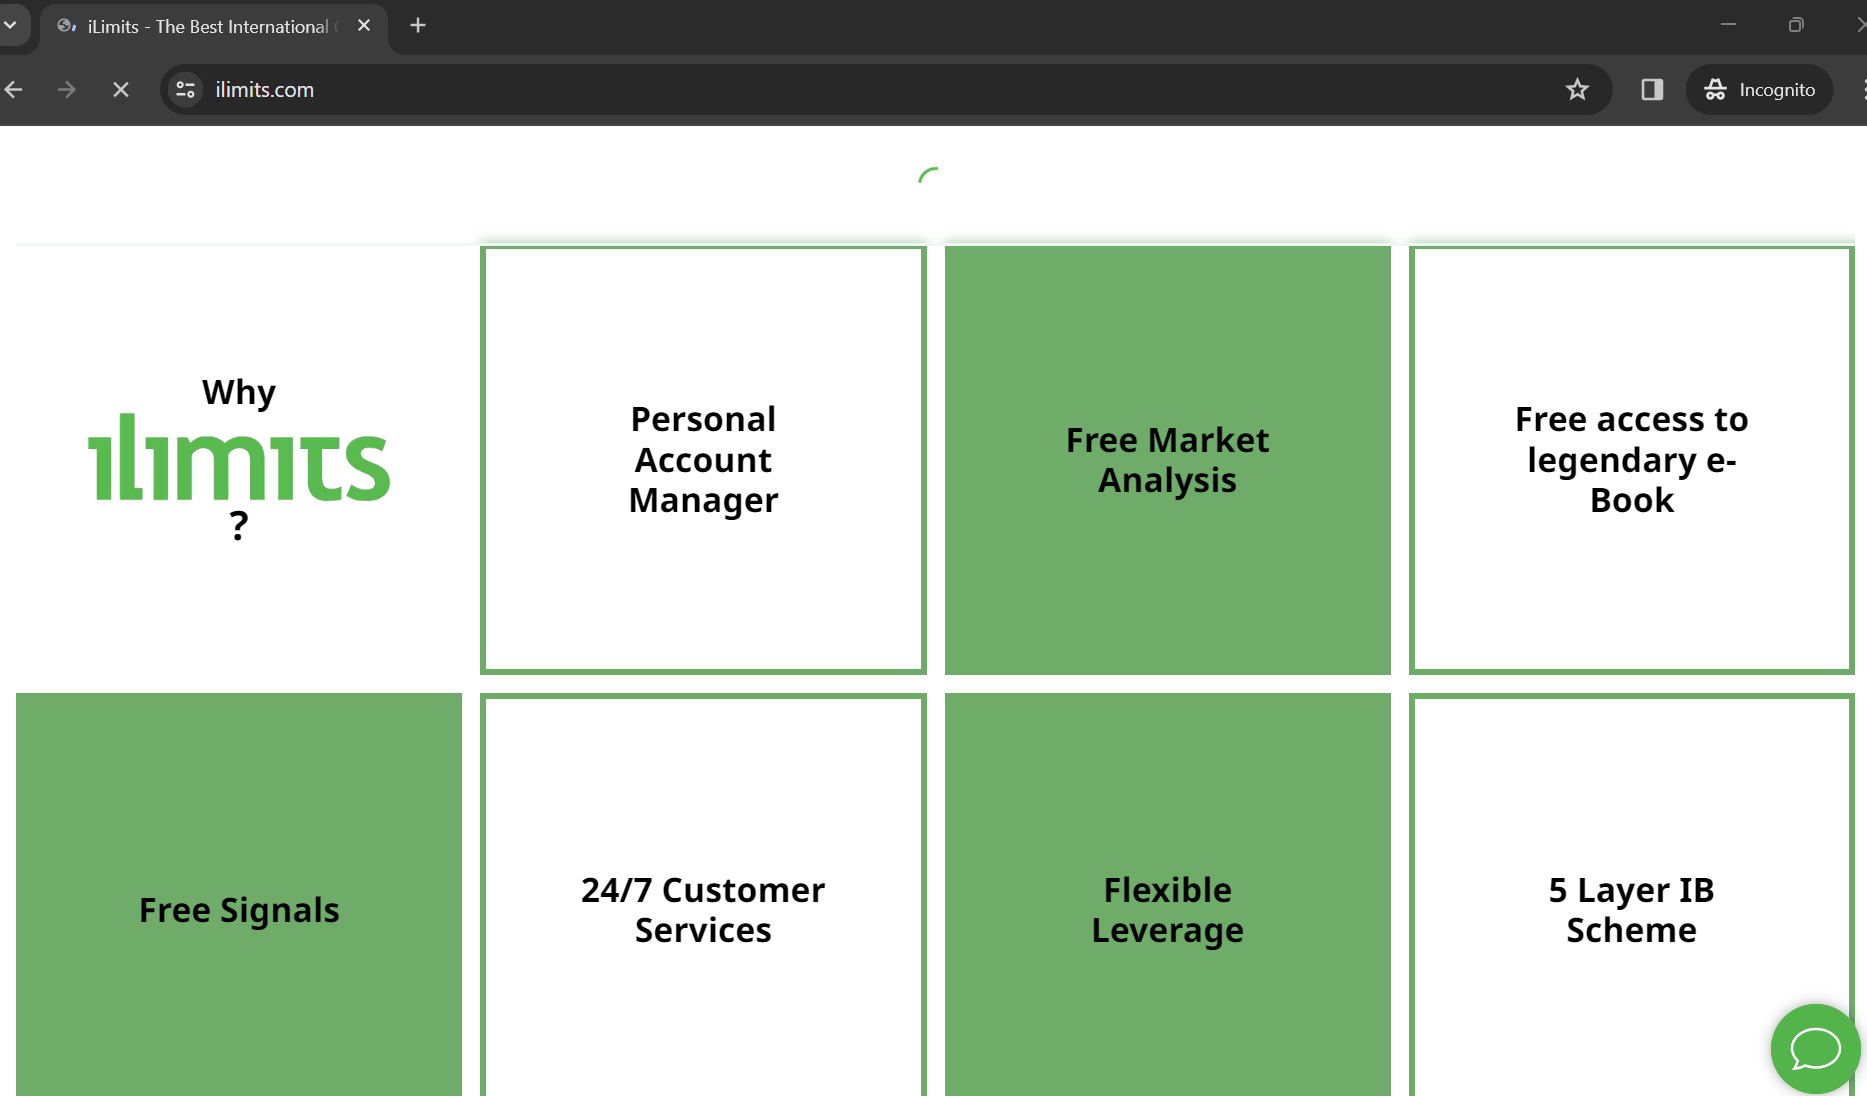 iLimits - The Best International
ilimits.com
Incognito
Why
ilimits
?
Personal
Account
Manager
Free Market
Analysis
Free access to
legendary e-
Book
Free Signals
24/7 Customer
Services
Flexible
Leverage
5 Layer IB
Scheme